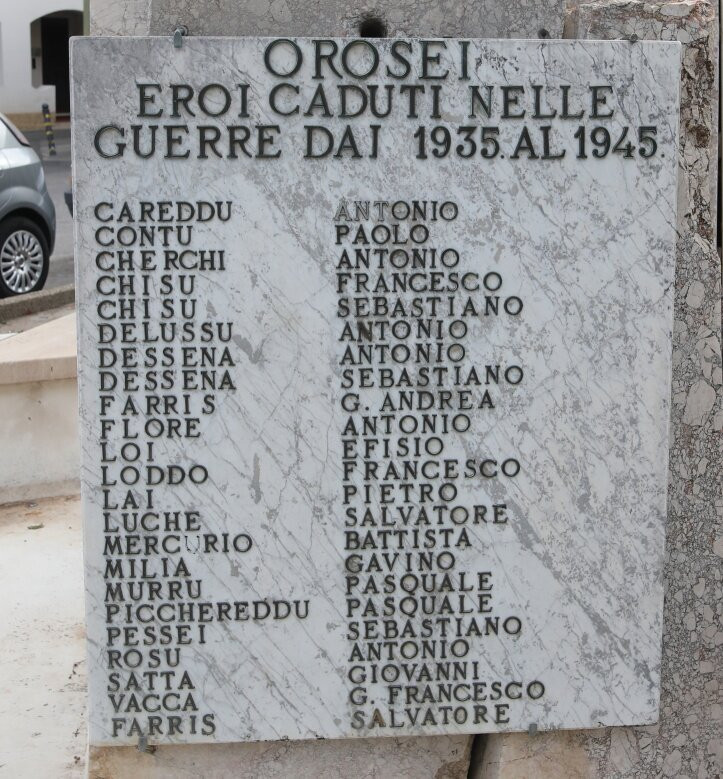 OROSEI
EROI CADUTI NELLE
GUERRE DAI 1935.AL 1945.
CAREDDU ANTONIO
CONTU PAOLO
CHERCHI ANTONIO
CHISU FRANCESCO
CHISU SEBASTIANO
DELUSSU ANTONIO
DESSENA ANTONIO
DESSENA SEBASTIANO
FARRIS G. ANDREA
FLORE ANTONIO
LOI EFISIO
LODDO FRANCESCO
LAI PIETRO
LUCHE SALVATORE
MERCURIO BATTISTA
MILIA GAVINO
MURRU PASQUALE
PICCHEREDDU PASQUALE
PESSEI SEBASTIANO
ROSU ANTONIO
SATTA GIOVANNI
VACCA G. FRANCESCO
FARRIS SALVATORE